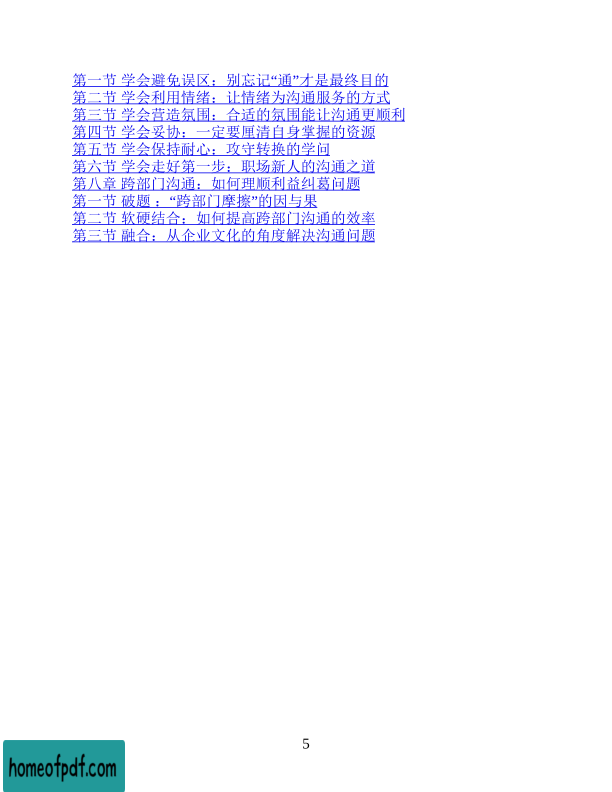 第一节 学会避免误区：别忘记“通”才是最终目的
第二节 学会利用情绪：让情绪为沟通服务的方式
第三节 学会营造氛围：合适的氛围能让沟通更顺利
第四节 学会妥协：一定要厘清自身掌握的资源
第五节 学会保持耐心：攻守转换的学问
第六节 学会走好第一步：职场新人的沟通之道
第八章 跨部门沟通：如何理顺利益纠葛问题
第一节 破题 ：“跨部门摩擦”的因与果
第二节 软硬结合：如何提高跨部门沟通的效率
第三节 融合：从企业文化的角度解决沟通问题
5
homeofpdf.com